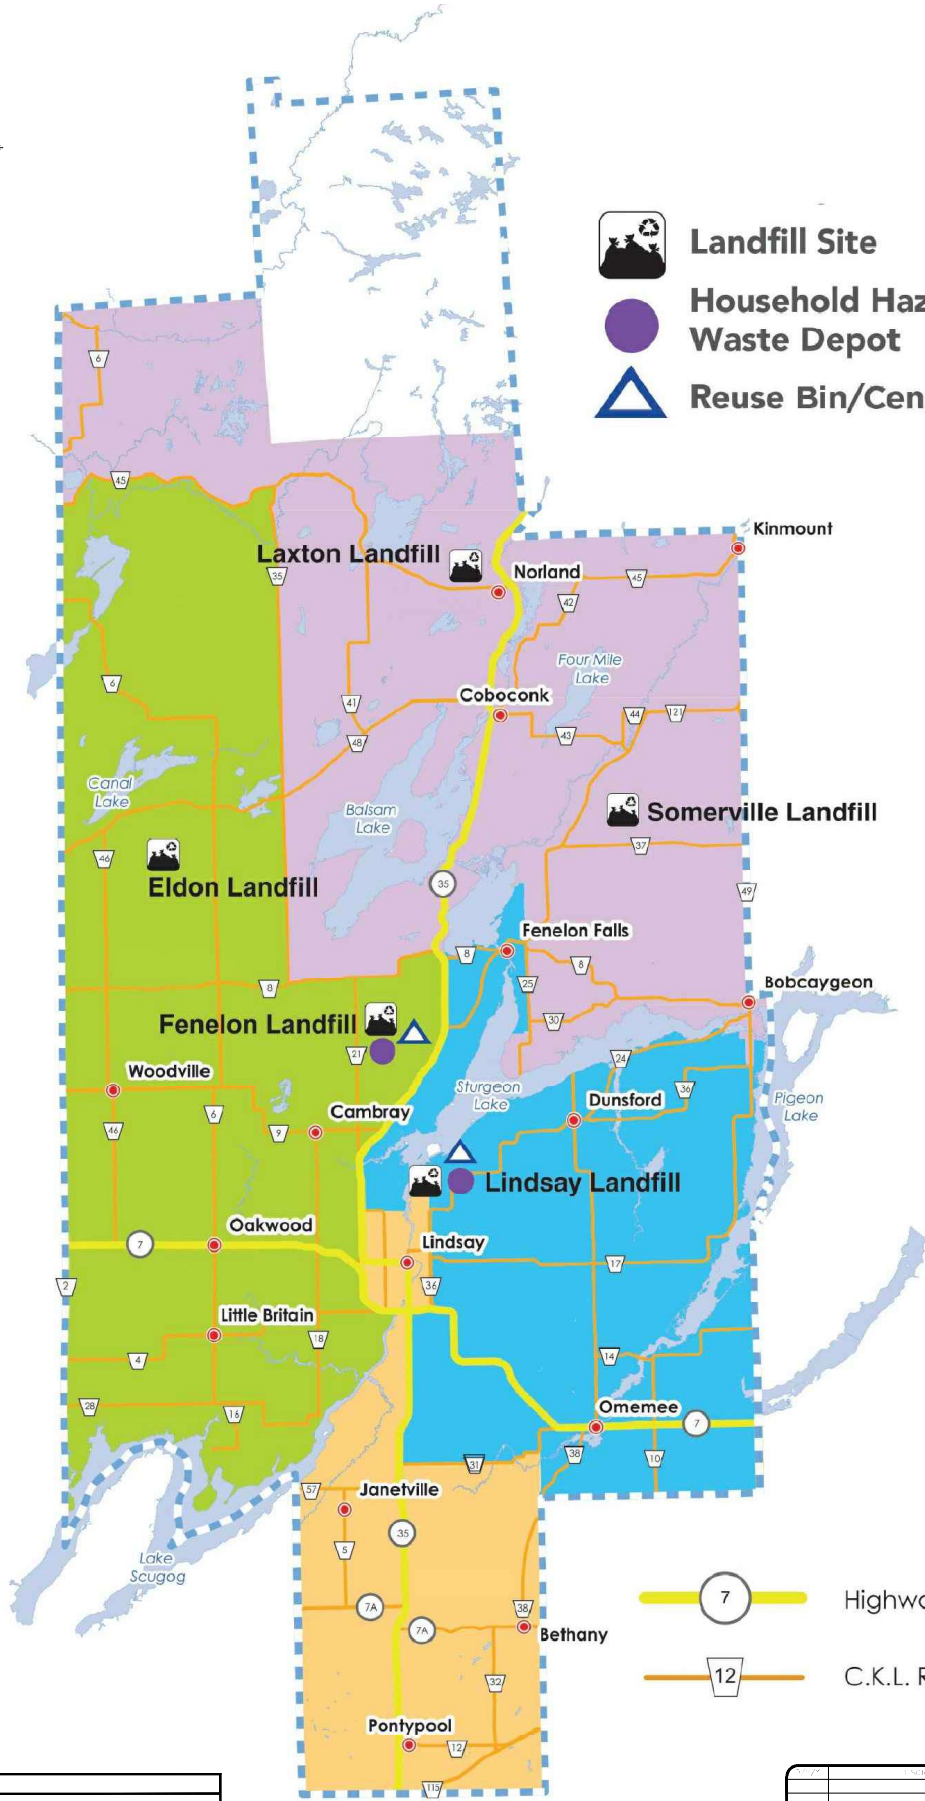 Landfill Site
Household Haz
Waste Depot
Reuse Bin/Cen
6
45
Kinmount
Laxton Landfill
35
Norland
45
42
Four Mile
Lake
6
Coboconk
41
44
121
43
48
Canal
Lake
Balsam
Lake
Somerville Landfill
37
46
Eldon Landfill
35
49
Fenelon Falls
8
8
25
8
Bobcaygeon
Fenelon Landfill
30
21
24
Woodville
Sturgeon
Lake
36
Dunsford
Pigeon
Lake
6
Cambray
46
9
Lindsay Landfill
Oakwood
Lindsay
7
17
2
36
Little Britain
18
4
14
28
16
Omemee
7
38
10
31
57
Janetville
35
5
Lake
Scugog
7
Highwa
7A
38
7A
Bethany
12
C.K.L. R
32
Pontypool
12
115